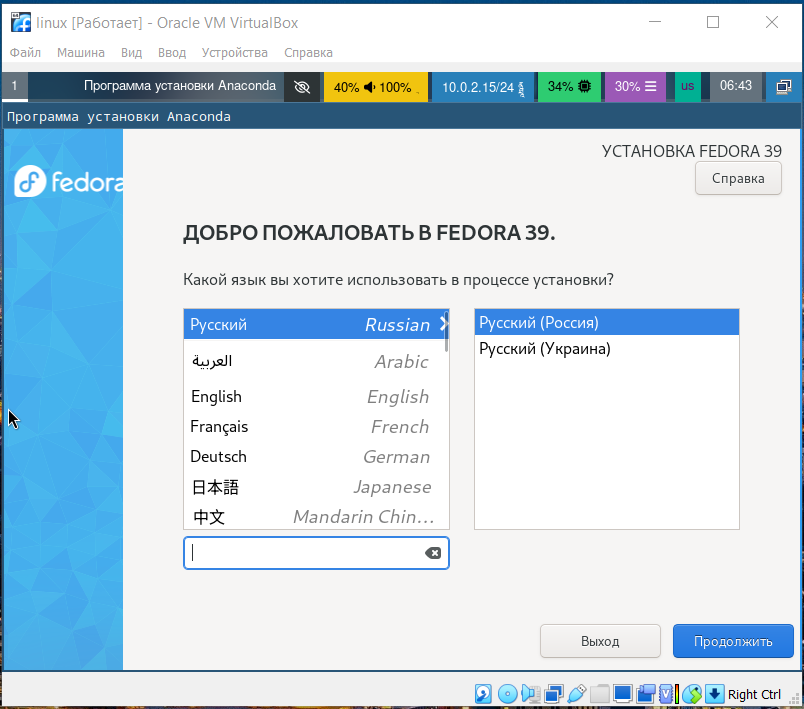 linux [Работает] - Oracle VM VirtualBox
Файл Машина Вид Ввод Устройства Справка
1 Программа установки Anaconda 40% 100% 10.0.2.15/24 34% 30% us 06:43
Программа установки Anaconda
fedora
УСТАНОВКА FEDORA 39
Справка
ДОБРО ПОЖАЛОВАТЬ В FEDORA 39.
Какой язык вы хотите использовать в процессе установки?
Русский Russian
العربية Arabic
English English
Français French
Deutsch German
日本語 Japanese
中文 Mandarin Chin...
Русский (Россия)
Русский (Украина)
Выход Продолжить
Right Ctrl